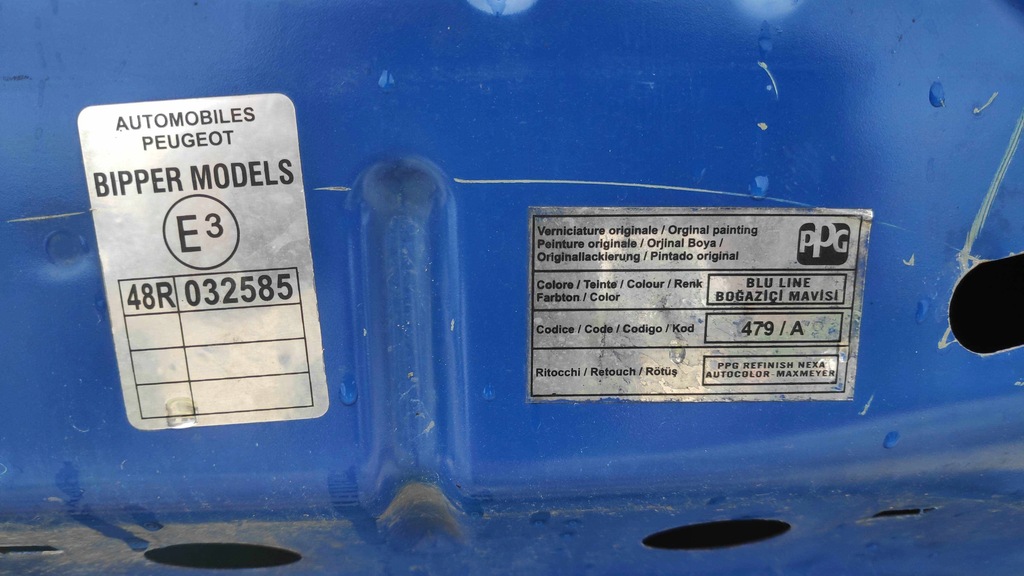 AUTOMOBILES
PEUGEOT
BIPPER MODELS
E3
48R 032585
Verniciature originale / Orginal painting
Peinture originale / Orjinal Boya /
Originallackierung / Pintado original
PPG
Colore / Teinte / Colour / Renk
Farbton / Color
BLU LINE
BOĞAZİÇİ MAVİSİ
Codice / Code / Codigo / Kod
479 / A
Ritocchi / Retouch / Rötüş
PPG REFINISH NEXA
AUTOCOLOR-MAXMEYER